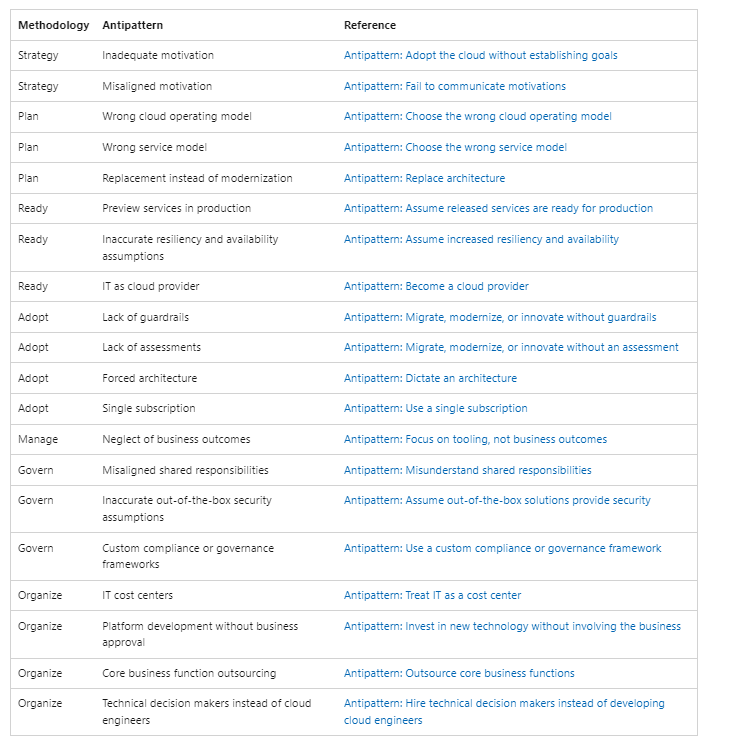 Methodology Antipattern Reference
Strategy Inadequate motivation Antipattern: Adopt the cloud without establishing goals
Strategy Misaligned motivation Antipattern: Fail to communicate motivations
Plan Wrong cloud operating model Antipattern: Choose the wrong cloud operating model
Plan Wrong service model Antipattern: Choose the wrong service model
Plan Replacement instead of modernization Antipattern: Replace architecture
Ready Preview services in production Antipattern: Assume released services are ready for production
Ready Inaccurate resiliency and availability Antipattern: Assume increased resiliency and availability
assumptions
Ready IT as cloud provider Antipattern: Become a cloud provider
Adopt Lack of guardrails Antipattern: Migrate, modernize, or innovate without guardrails
Adopt Lack of assessments Antipattern: Migrate, modernize, or innovate without an assessment
Adopt Forced architecture Antipattern: Dictate an architecture
Adopt Single subscription Antipattern: Use a single subscription
Manage Neglect of business outcomes Antipattern: Focus on tooling, not business outcomes
Govern Misaligned shared responsibilities Antipattern: Misunderstand shared responsibilities
Govern Inaccurate out-of-the-box security Antipattern: Assume out-of-the-box solutions provide security
assumptions
Govern Custom compliance or governance Antipattern: Use a custom compliance or governance framework
frameworks
Organize IT cost centers Antipattern: Treat IT as a cost center
Organize Platform development without business Antipattern: Invest in new technology without involving the business
approval
Organize Core business function outsourcing Antipattern: Outsource core business functions
Organize Technical decision makers instead of cloud Antipattern: Hire technical decision makers instead of developing
engineers cloud engineers